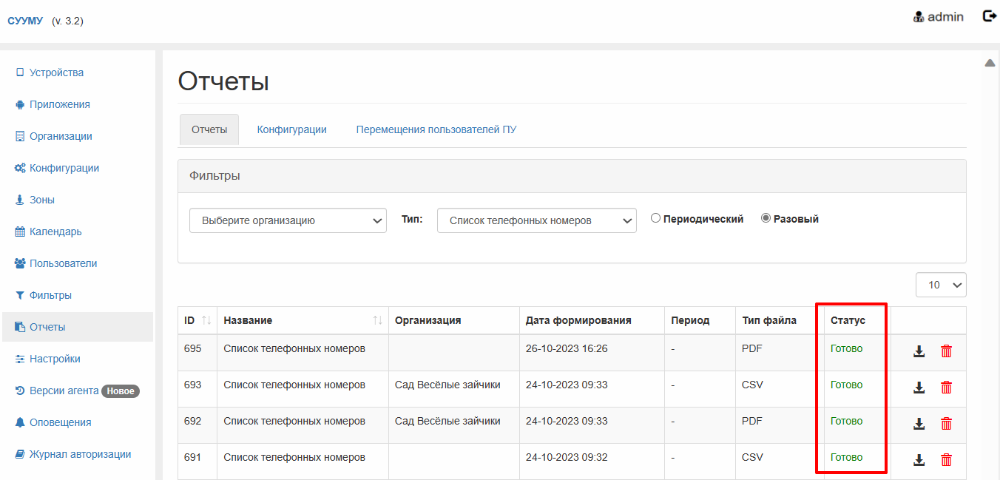 СУУМУ (v. 3.2)
admin
Устройства
Приложения
Организации
Конфигурации
Зоны
Календарь
Пользователи
Фильтры
Отчеты
Настройки
Версии агента Новое
Оповещения
Журнал авторизации
Отчеты
Отчеты Конфигурации Перемещения пользователей ПУ
Фильтры
Выберите организацию Тип: Список телефонных номеров Периодический Разовый
10
ID Название Организация Дата формирования Период Тип файла Статус
695 Список телефонных номеров 26-10-2023 16:26 - PDF Готово
693 Список телефонных номеров Сад Весёлые зайчики 24-10-2023 09:33 - CSV Готово
692 Список телефонных номеров Сад Весёлые зайчики 24-10-2023 09:33 - PDF Готово
691 Список телефонных номеров 24-10-2023 09:32 - CSV Готово